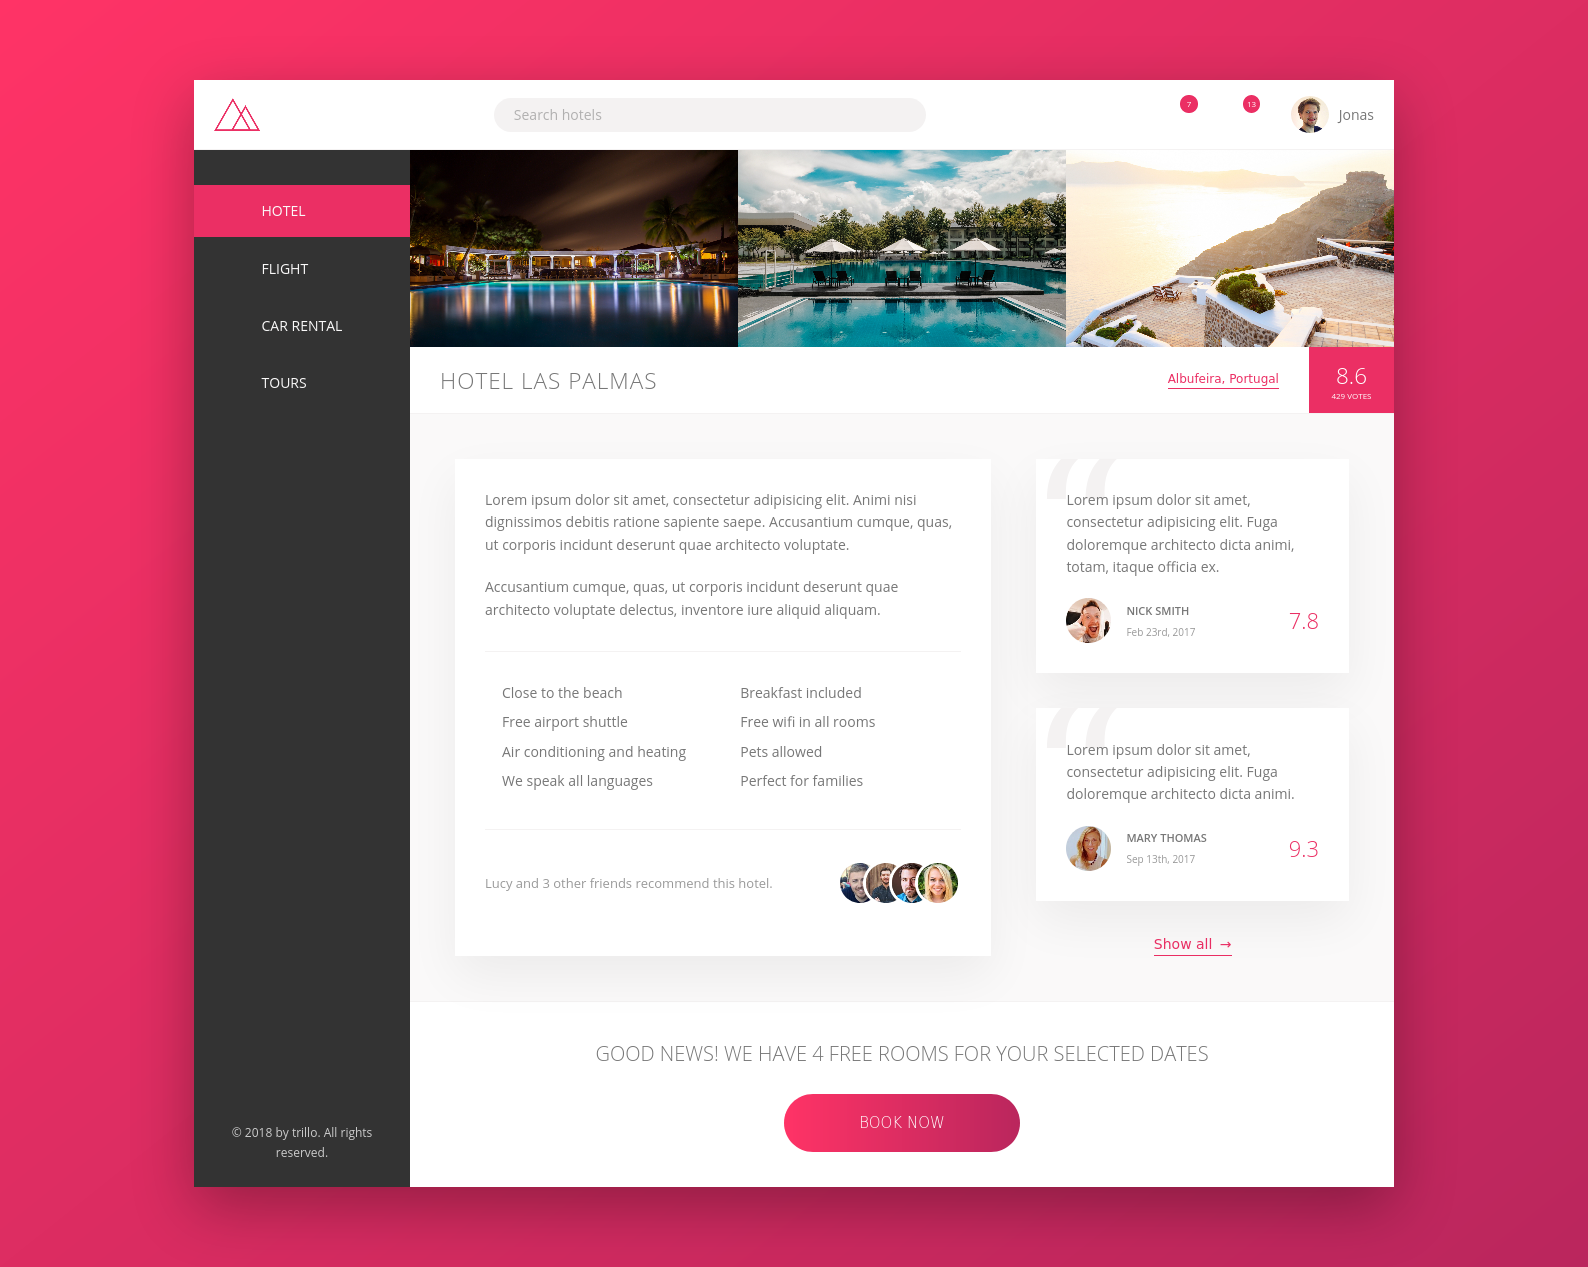 Search hotels
7
13
Jonas
HOTEL
FLIGHT
CAR RENTAL
TOURS
© 2018 by trillo. All rights
reserved.
HOTEL LAS PALMAS
Albufeira, Portugal
8.6
429 VOTES
Lorem ipsum dolor sit amet, consectetur adipisicing elit. Animi nisi
dignissimos debitis ratione sapiente saepe. Accusantium cumque, quas,
ut corporis incidunt deserunt quae architecto voluptate.
Accusantium cumque, quas, ut corporis incidunt deserunt quae
architecto voluptate delectus, inventore iure aliquid aliquam.
Close to the beach
Breakfast included
Free airport shuttle
Free wifi in all rooms
Air conditioning and heating
Pets allowed
We speak all languages
Perfect for families
Lucy and 3 other friends recommend this hotel.
“
Lorem ipsum dolor sit amet,
consectetur adipisicing elit. Fuga
doloremque architecto dicta animi,
totam, itaque officia ex.
NICK SMITH
Feb 23rd, 2017
7.8
“
Lorem ipsum dolor sit amet,
consectetur adipisicing elit. Fuga
doloremque architecto dicta animi.
MARY THOMAS
Sep 13th, 2017
9.3
Show all →
GOOD NEWS! WE HAVE 4 FREE ROOMS FOR YOUR SELECTED DATES
BOOK NOW